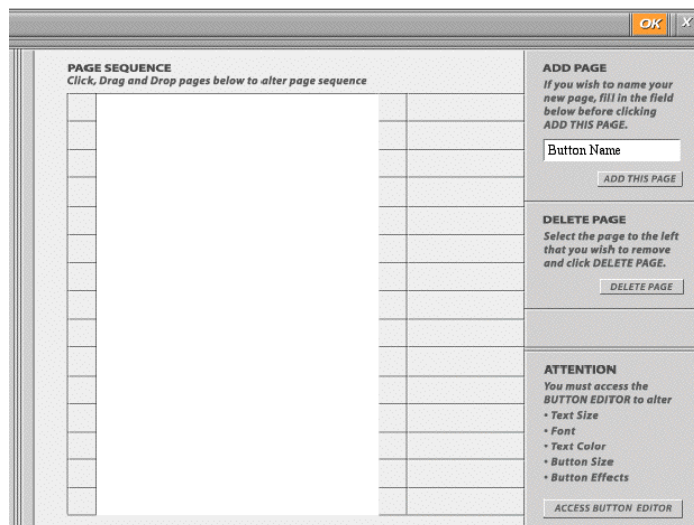 OK X
PAGE SEQUENCE
Click, Drag and Drop pages below to alter page sequence
ADD PAGE
If you wish to name your
new page, fill in the field
below before clicking
ADD THIS PAGE.
Button Name
ADD THIS PAGE
DELETE PAGE
Select the page to the left
that you wish to remove
and click DELETE PAGE.
DELETE PAGE
ATTENTION
You must access the
BUTTON EDITOR to alter
• Text Size
• Font
• Text Color
• Button Size
• Button Effects
ACCESS BUTTON EDITOR